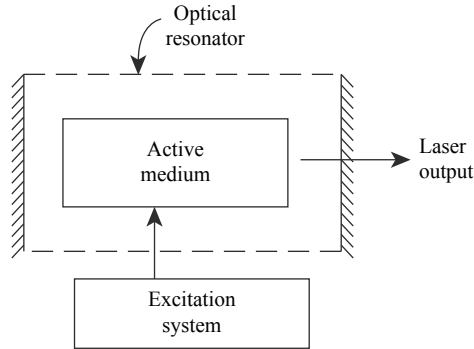 Optical
resonator
Active
medium
Laser
output
Excitation
system